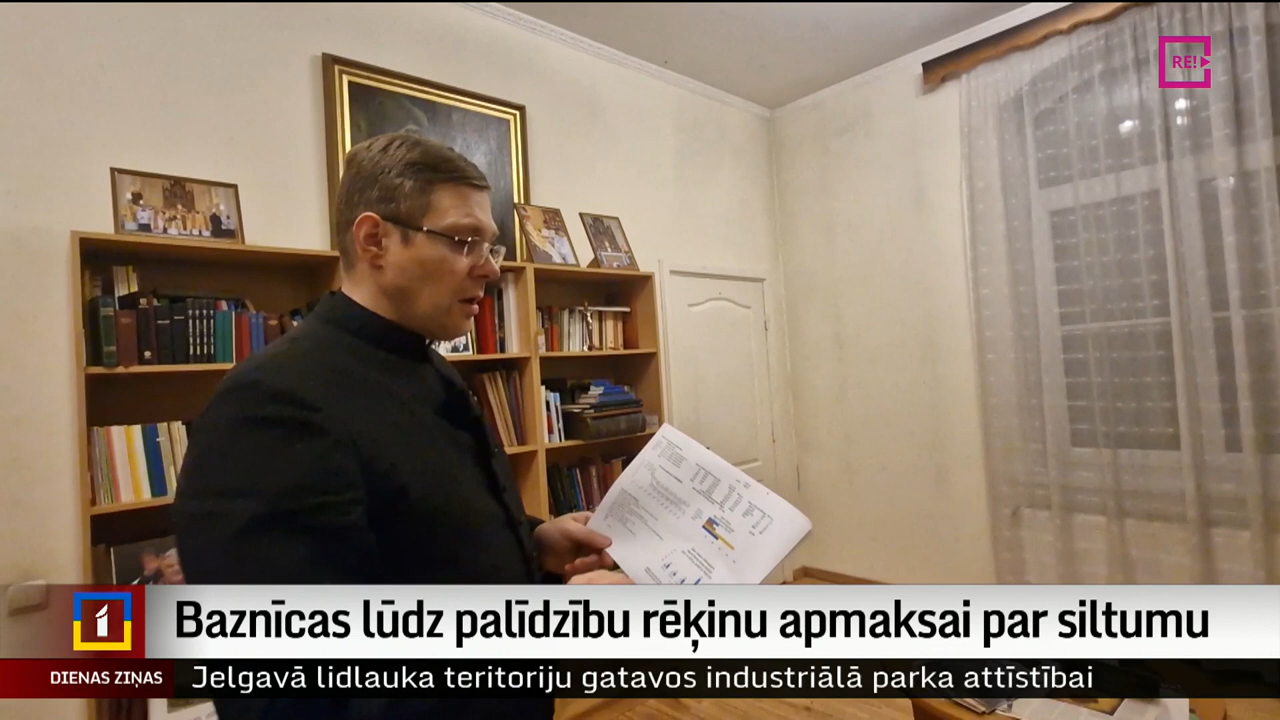 RE!
Baznīcas lūdz palīdzību rēķinu apmaksai par siltumu
1
DIENAS ZIŅAS
Jelgavā lidlauka teritoriju gatavos industriālā parka attīstībai